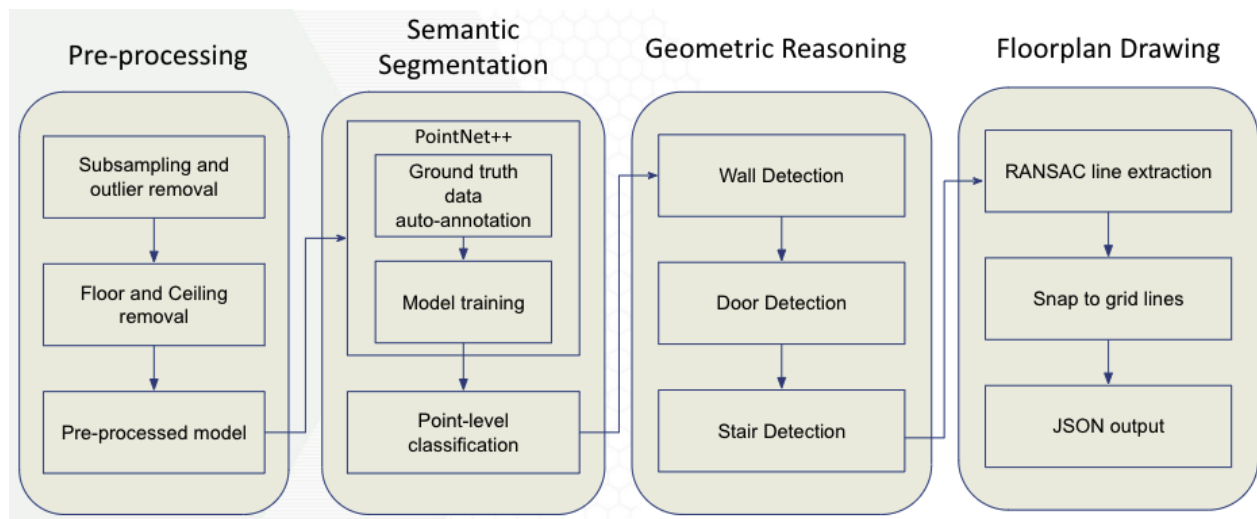 Pre-processing
Subsampling and
outlier removal
Floor and Ceiling
removal
Pre-processed model
Semantic
Segmentation
PointNet++
Ground truth
data
auto-annotation
Model training
Point-level
classification
Geometric Reasoning
Wall Detection
Door Detection
Stair Detection
Floorplan Drawing
RANSAC line extraction
Snap to grid lines
JSON output